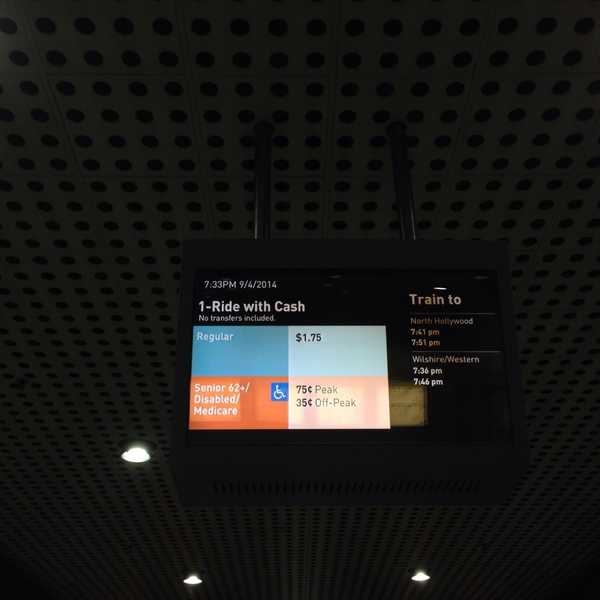 7:33PM 9/4/2014
1-Ride with Cash
No transfers included.
Regular
$1.75
Senior 62+/
Disabled/
Medicare
75¢ Peak
35¢ Off-Peak
Train to
North Hollywood
7:41 pm
7:51 pm
Wilshire/Western
7:36 pm
7:46 pm